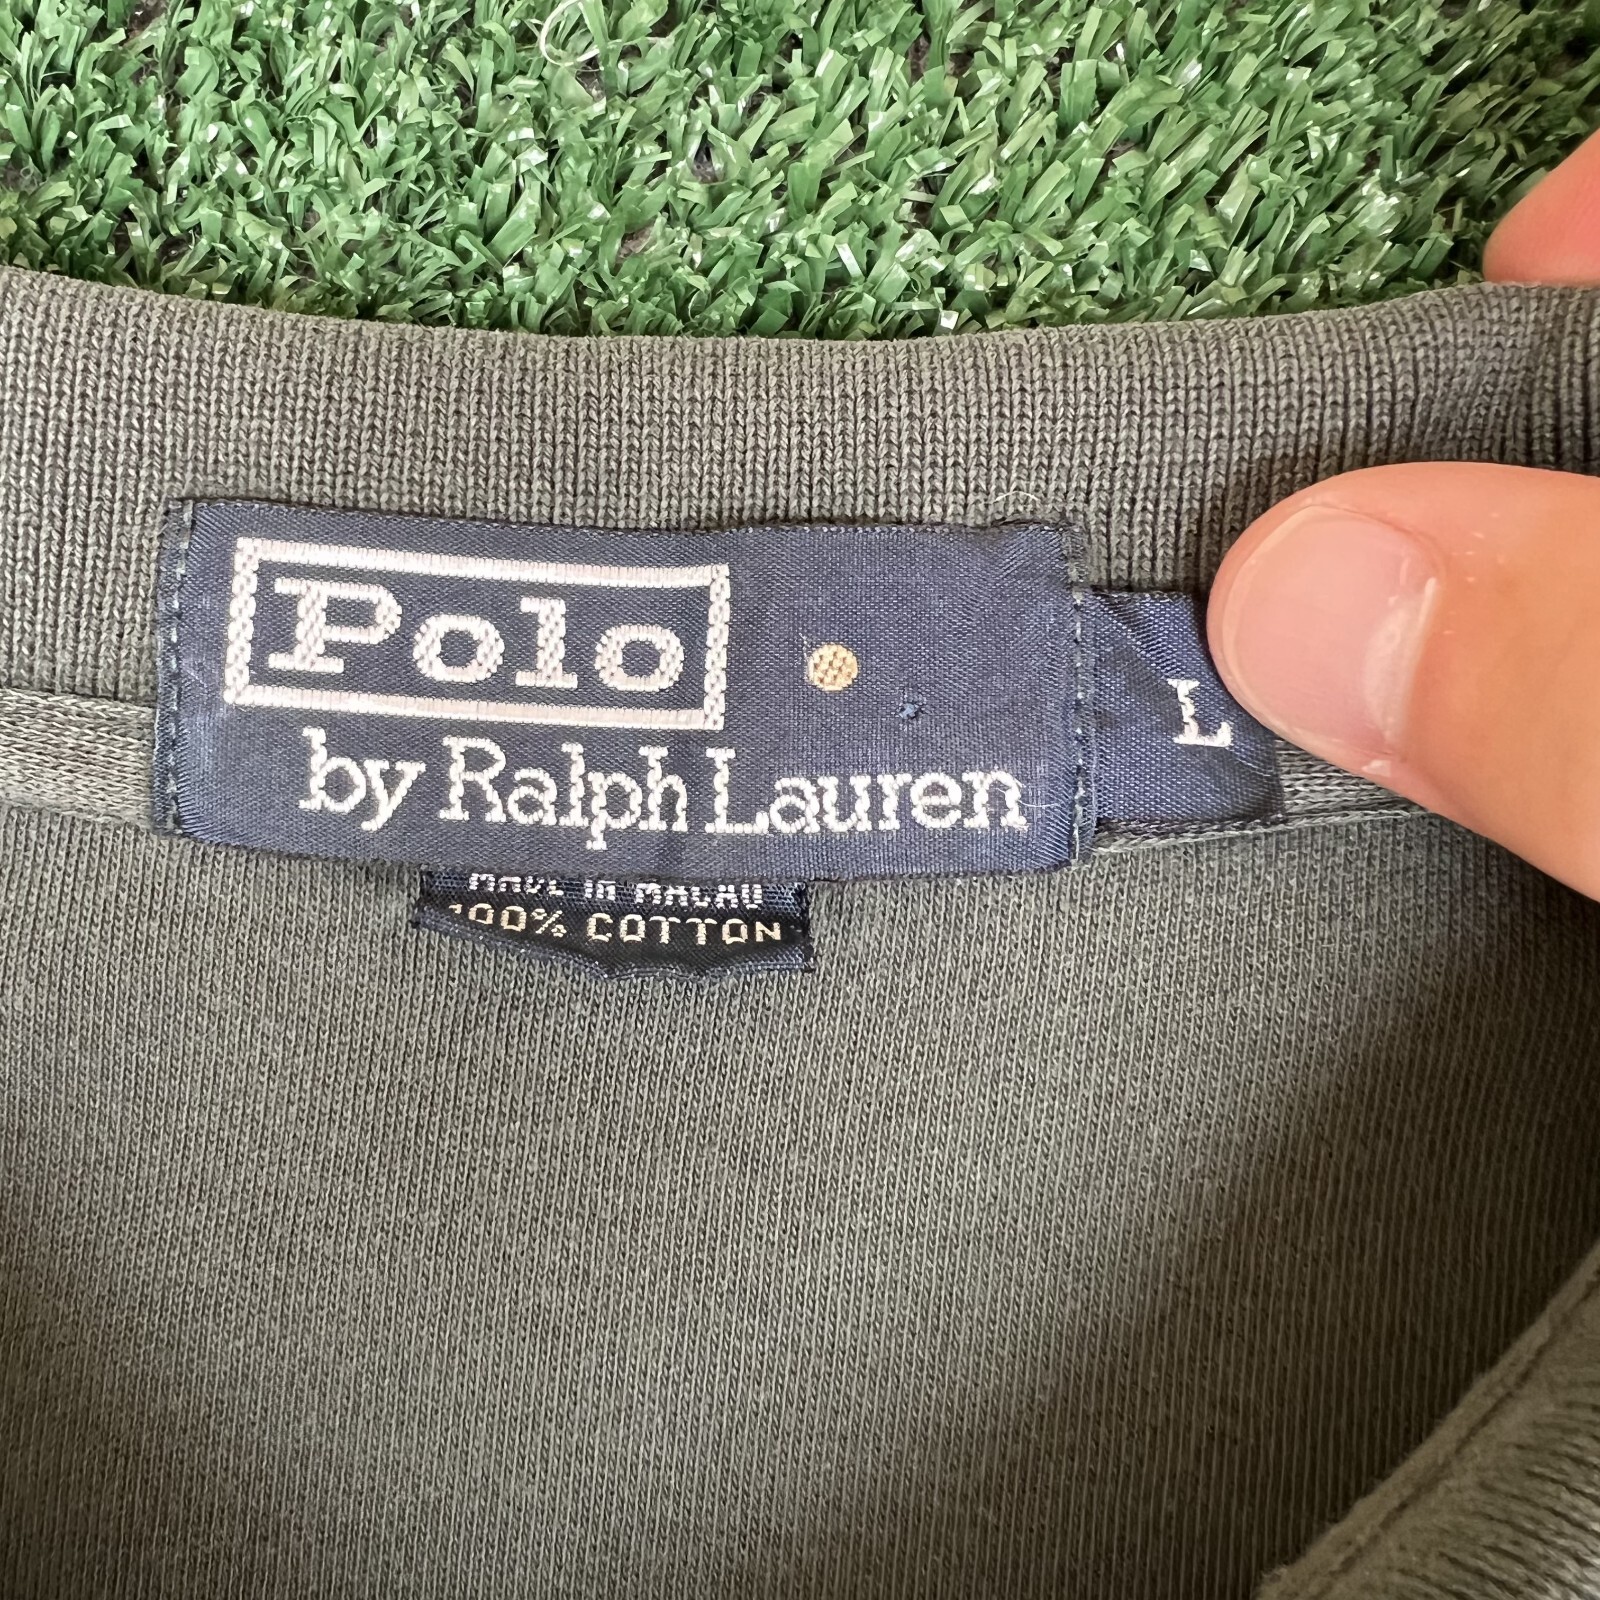 Polo
by Ralph Lauren
L
MADE IN MACAU
100% COTTON